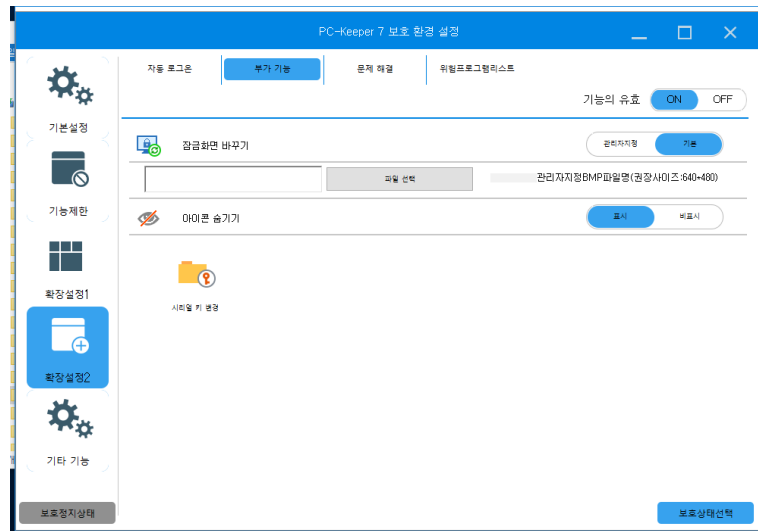 PC-Keeper 7 보호 환경 설정
자동 로그온 부가 기능 문제 해결 위험프로그램리스트
기능의 유효 ON OFF
기본설정
잠금화면 바꾸기 관리자지정 기본
파일 선택 관리자지정BMP파일명(권장사이즈:640*480)
기능제한
아이콘 숨기기 표시 비표시
확장설정1
시리얼 키 변경
확장설정2
기타 기능
보호정지상태 보호상태선택